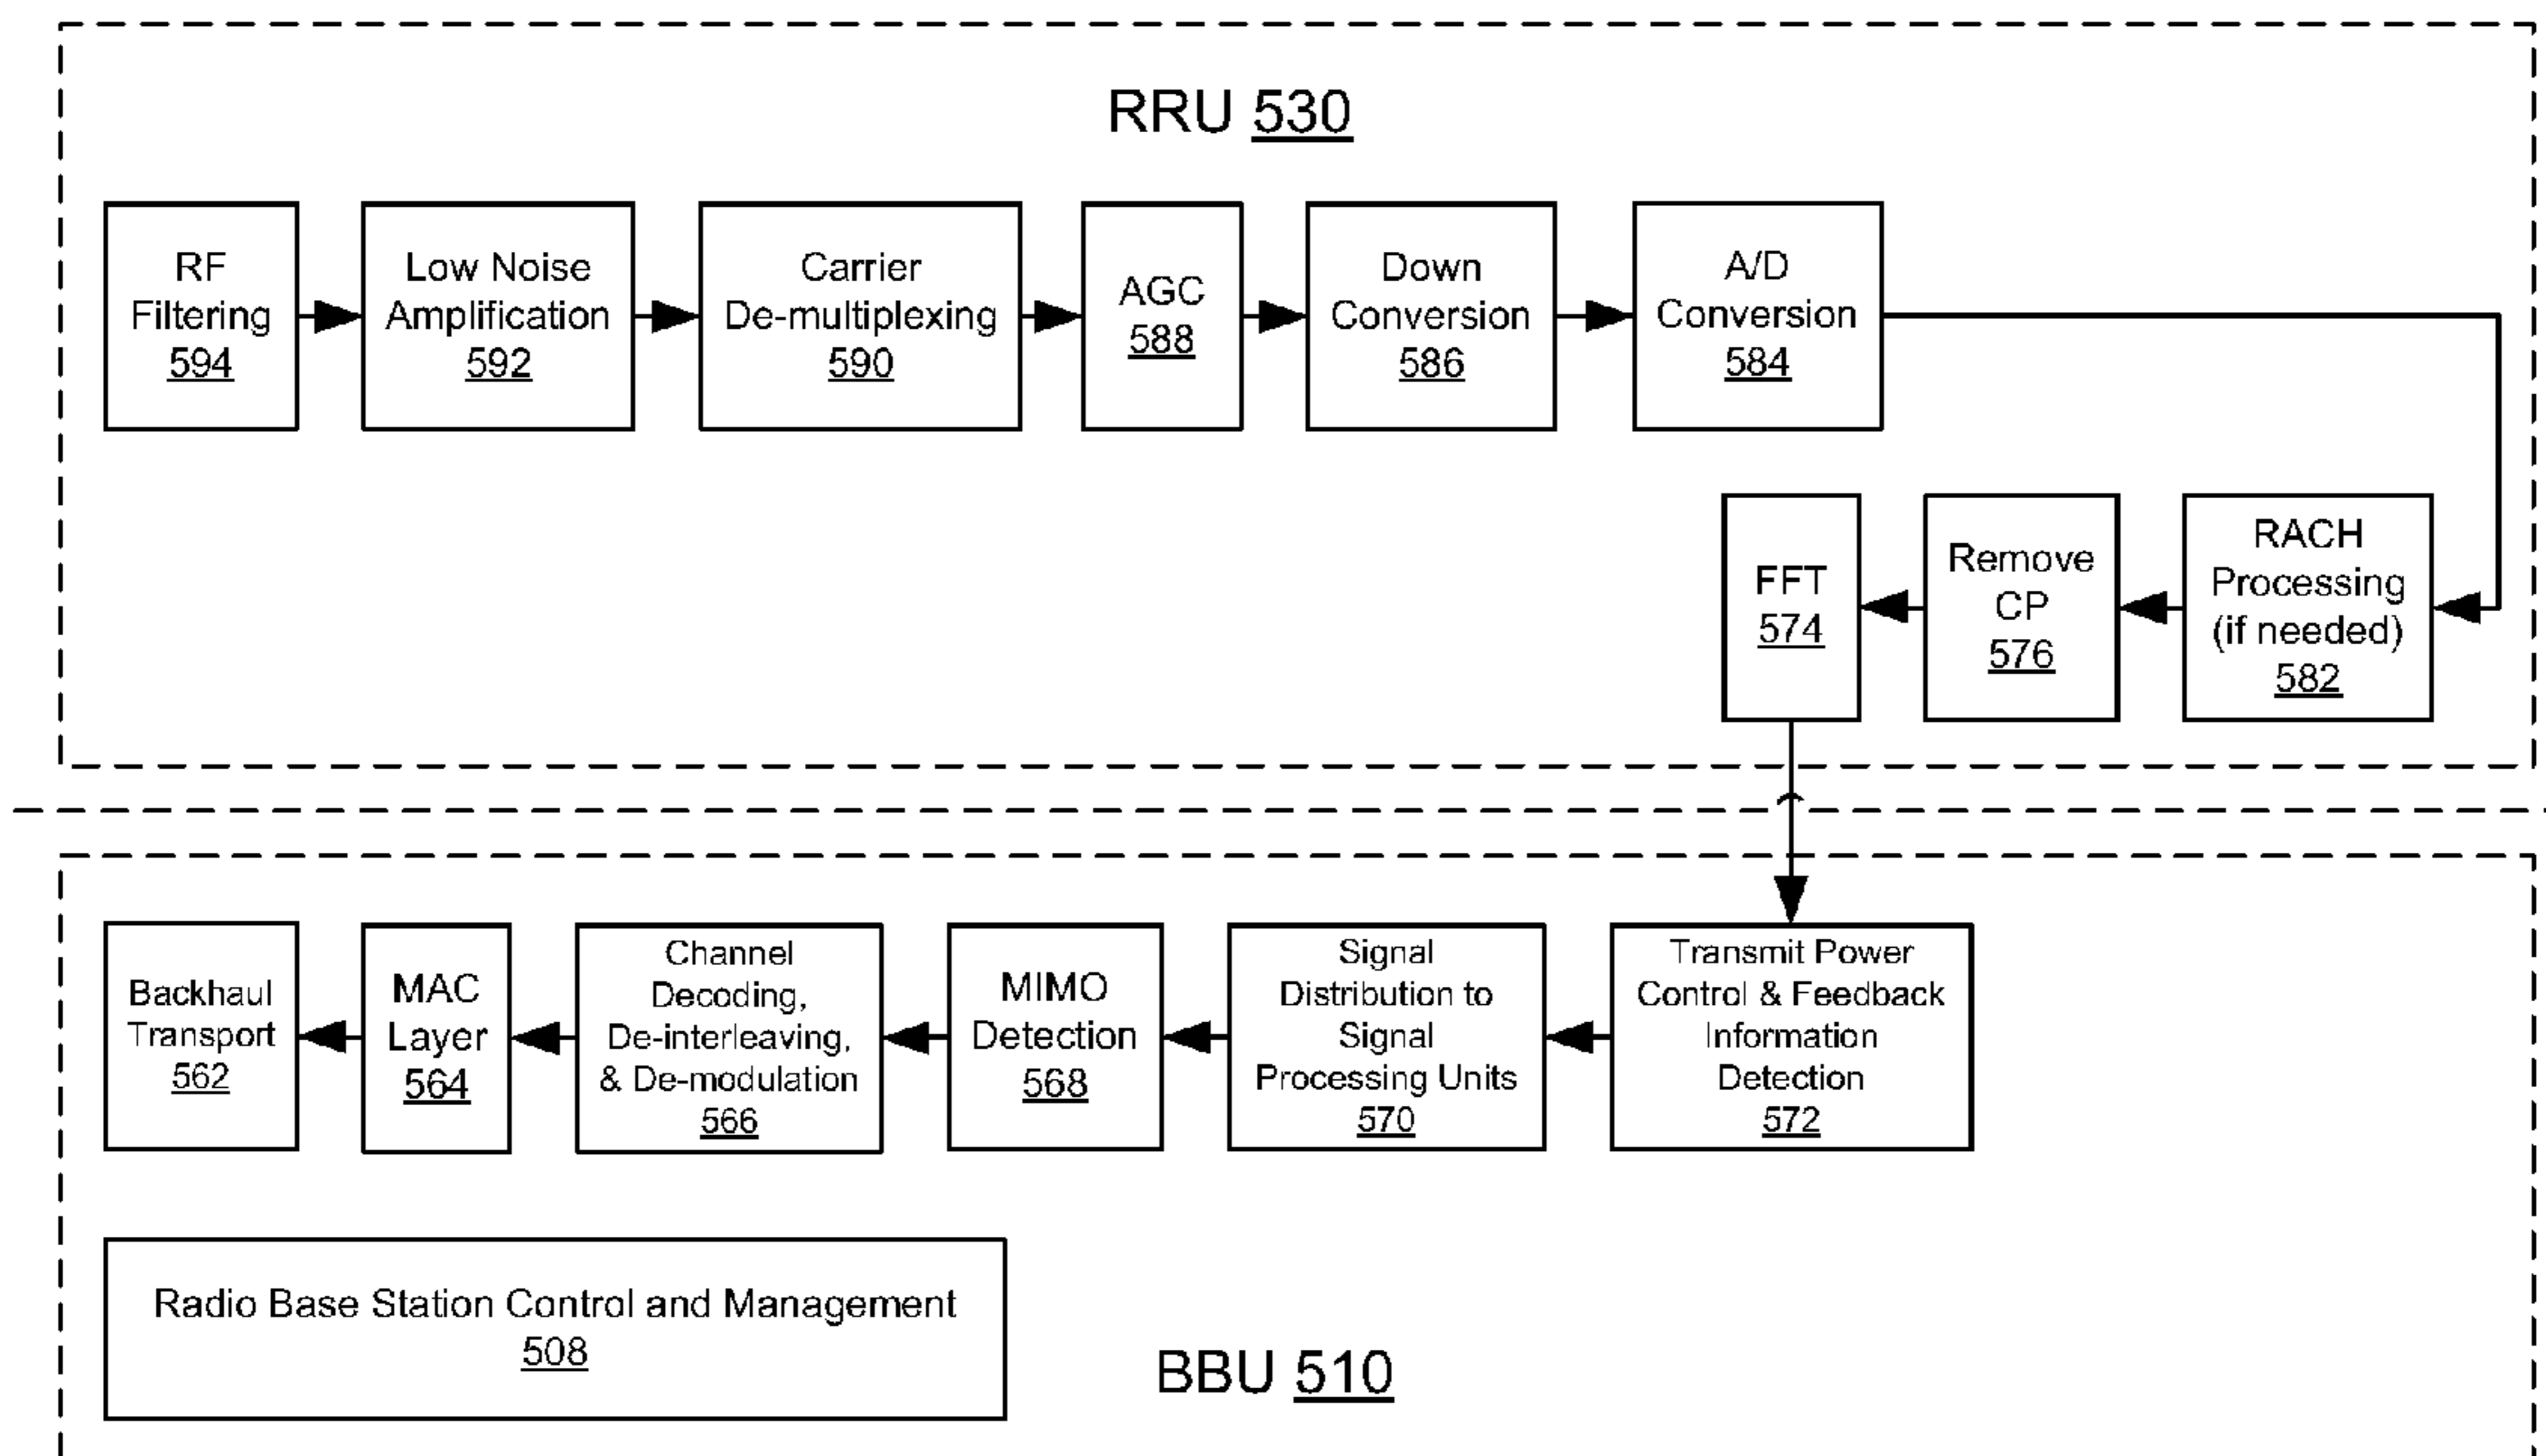 RRU 530
RF
Filtering
594
Low Noise
Amplification
592
Carrier
De-multiplexing
590
AGC
588
Down
Conversion
586
A/D
Conversion
584
RACH
Processing
(if needed)
582
Remove
CP
576
FFT
574
Transmit Power
Control & Feedback
Information
Detection
572
Signal
Distribution to
Signal
Processing Units
570
MIMO
Detection
568
Channel
Decoding,
De-interleaving,
& De-modulation
566
MAC
Layer
564
Backhaul
Transport
562
Radio Base Station Control and Management
508
BBU 510